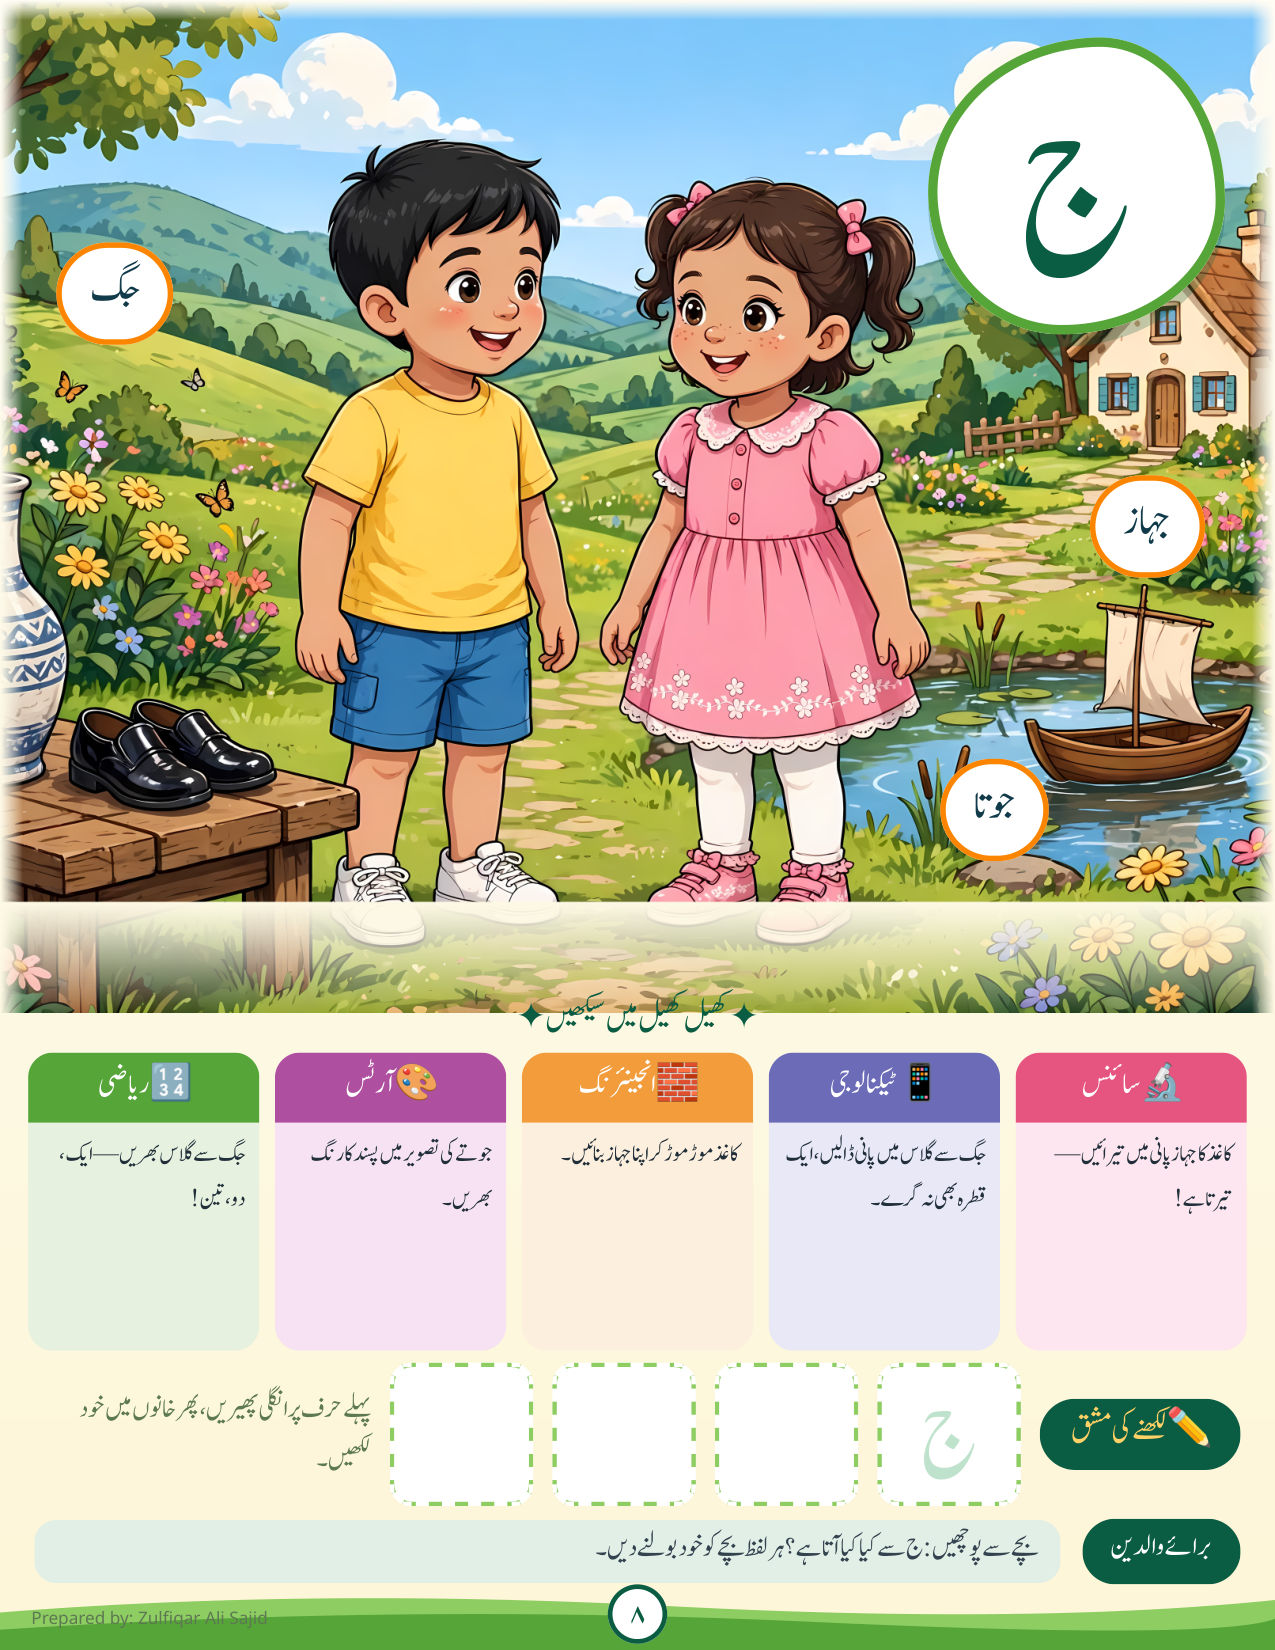 ج
جگ
جہاز
جوتا
✦ کھیل کھیل میں سیکھیں ✦
سائنس
کاغذ کا جہاز پانی میں تیرائیں —
تیرتا ہے!
ٹیکنالوجی
جگ سے گلاس میں پانی ڈالیں، ایک
قطرہ بھی نہ گرے۔
انجینئرنگ
کاغذ موڑ موڑ کر اپنا جہاز بنائیں۔
آرٹس
جوتے کی تصویر میں پسند کا رنگ
بھریں۔
ریاضی
جگ سے گلاس بھریں — ایک،
دو، تین!
لکھنے کی مشق
ج
پہلے حرف پر انگلی پھیریں، پھر خانوں میں خود
لکھیں۔
برائے والدین
بچے سے پوچھیں: ج سے کیا کیا آتا ہے؟ ہر لفظ بچے کو خود بولنے دیں۔
۸
Prepared by: Zulfiqar Ali Sajid